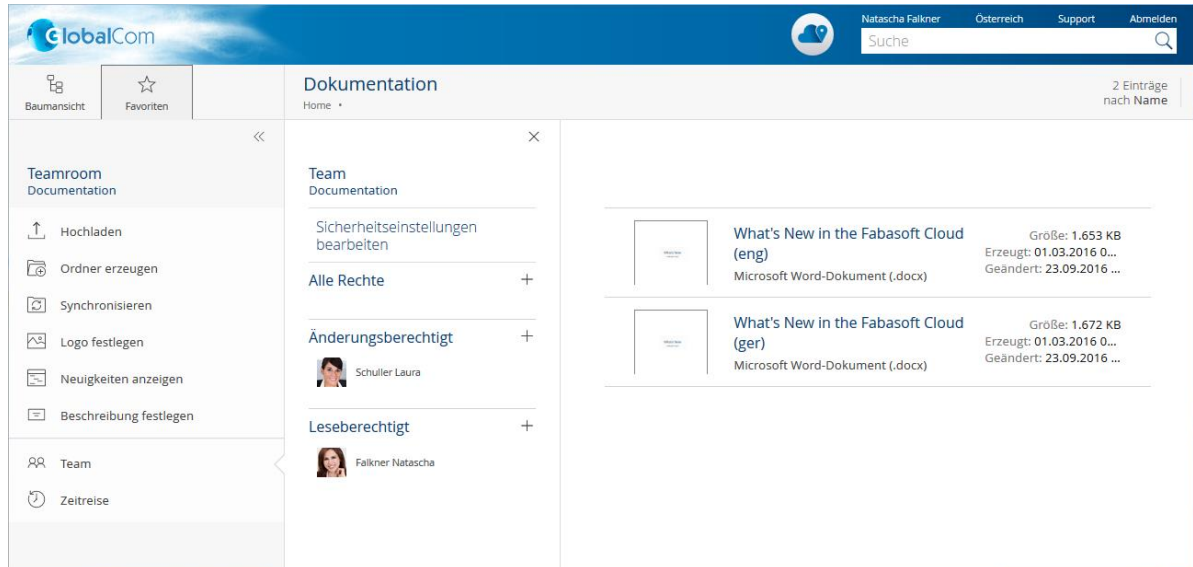 GlobalCom
Natascha Falkner Österreich Support Abmelden
Suche
Baumansicht
Favoriten
Dokumentation
Home •
2 Einträge
nach Name
Teamroom
Documentation
Hochladen
Ordner erzeugen
Synchronisieren
Logo festlegen
Neuigkeiten anzeigen
Beschreibung festlegen
Team
Zeitreise
Team
Documentation
Sicherheitseinstellungen
bearbeiten
Alle Rechte
Änderungsberechtigt
Schuller Laura
Leseberechtigt
Falkner Natascha
What's New in the Fabasoft Cloud
(eng)
Microsoft Word-Dokument (.docx)
Größe: 1.653 KB
Erzeugt: 01.03.2016 0...
Geändert: 23.09.2016 ...
What's New in the Fabasoft Cloud
(ger)
Microsoft Word-Dokument (.docx)
Größe: 1.672 KB
Erzeugt: 01.03.2016 0...
Geändert: 23.09.2016 ...